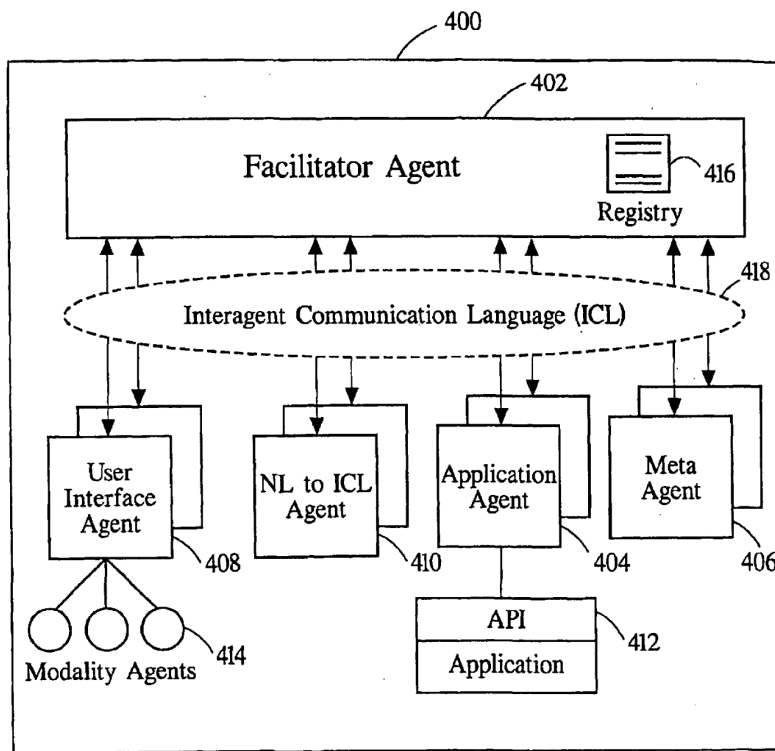 400
402
Facilitator Agent
416
Registry
418
Interagent Communication Language (ICL)
User
Interface
Agent
408
NL to ICL
Agent
410
Application
Agent
404
Meta
Agent
406
414
Modality Agents
API
412
Application